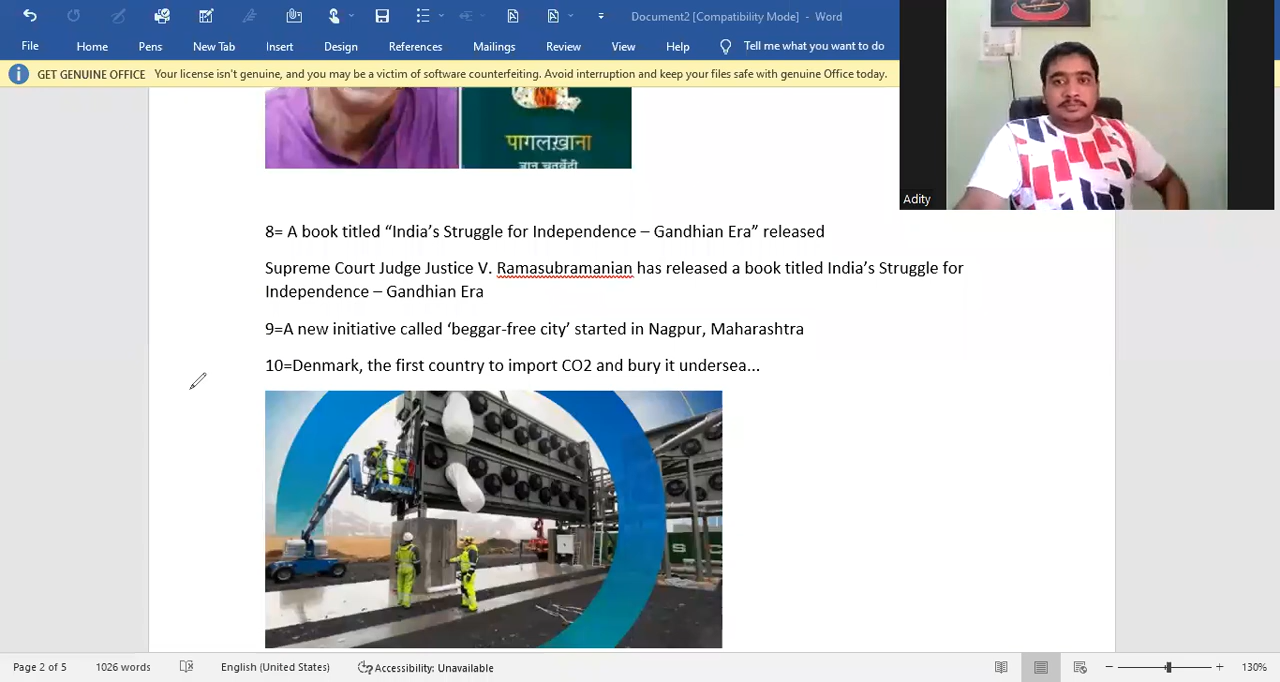 Document2 [Compatibility Mode] - Word
File Home Pens New Tab Insert Design References Mailings Review View Help Tell me what you want to do
GET GENUINE OFFICE Your license isn't genuine, and you may be a victim of software counterfeiting. Avoid interruption and keep your files safe with genuine Office today.
Adity
पागलख़ाना
ज्ञान चतुर्वेदी
8= A book titled “India’s Struggle for Independence – Gandhian Era” released
Supreme Court Judge Justice V. Ramasubramanian has released a book titled India’s Struggle for
Independence – Gandhian Era
9=A new initiative called ‘beggar-free city’ started in Nagpur, Maharashtra
10=Denmark, the first country to import CO2 and bury it undersea...
Page 2 of 5 1026 words English (United States) Accessibility: Unavailable 130%